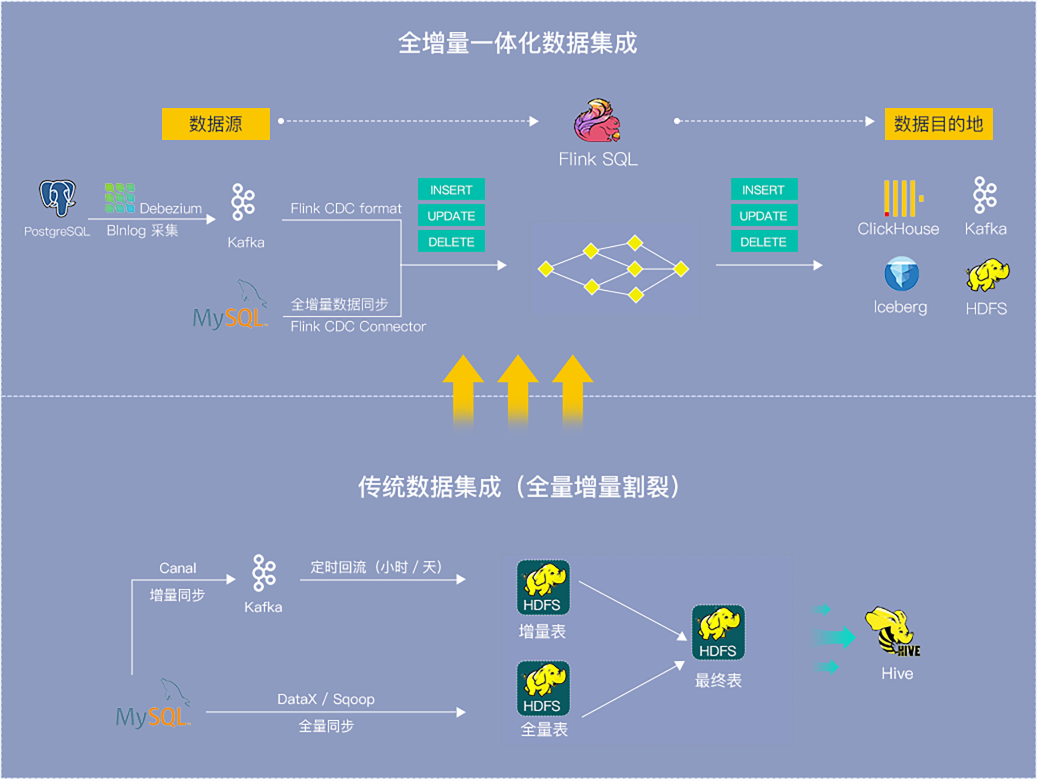 全增量一体化数据集成
数据源
Flink SQL
数据目的地
PostgreSQL
Debezium
BInlog 采集
Kafka
Flink CDC format
INSERT
UPDATE
DELETE
MySQL
全增量数据同步
Flink CDC Connector
INSERT
UPDATE
DELETE
ClickHouse
Kafka
Iceberg
HDFS
传统数据集成（全量增量割裂）
Canal
增量同步
Kafka
定时回流（小时 / 天）
HDFS
增量表
MySQL
DataX / Sqoop
全量同步
HDFS
全量表
HDFS
最终表
HIVE
Hive